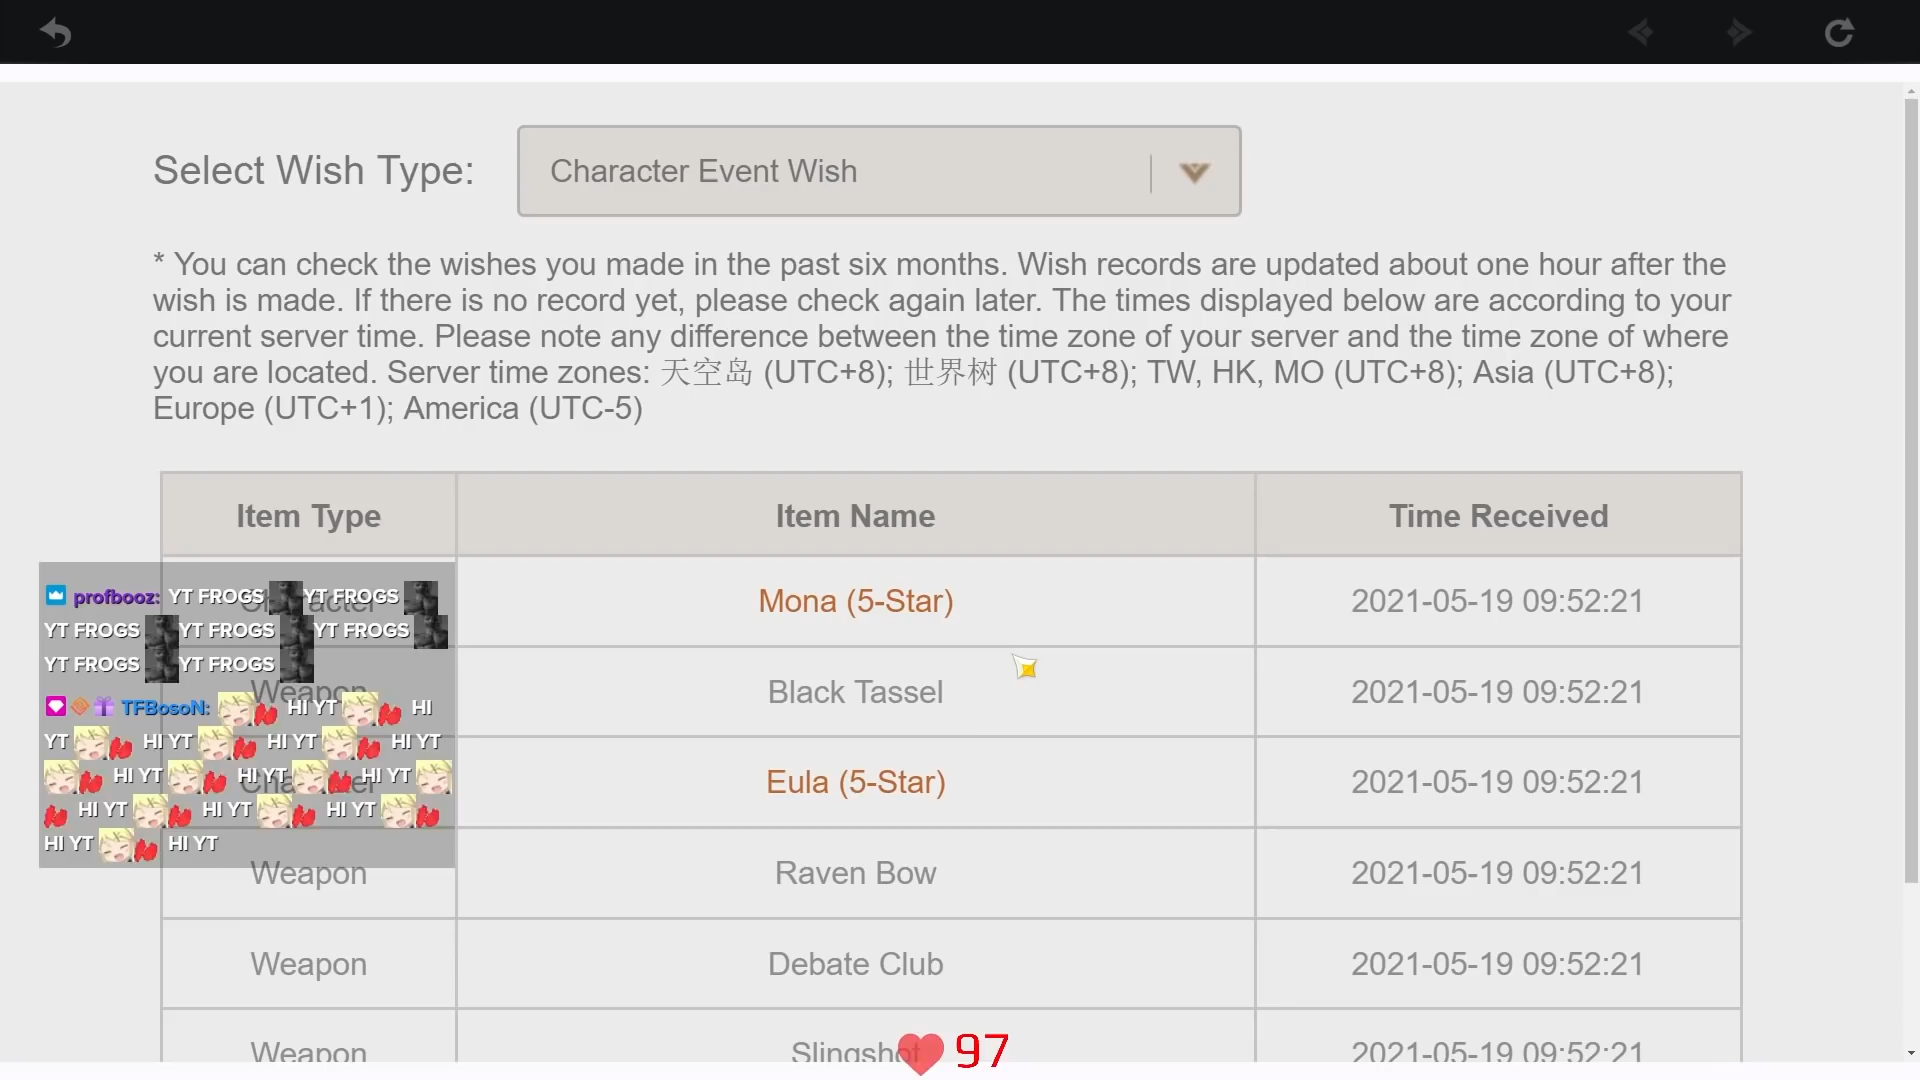 Select Wish Type:
Character Event Wish
* You can check the wishes you made in the past six months. Wish records are updated about one hour after the
wish is made. If there is no record yet, please check again later. The times displayed below are according to your
current server time. Please note any difference between the time zone of your server and the time zone of where
you are located. Server time zones: 天空岛 (UTC+8); 世界树 (UTC+8); TW, HK, MO (UTC+8); Asia (UTC+8);
Europe (UTC+1); America (UTC-5)
Item Type Item Name Time Received
Character Mona (5-Star) 2021-05-19 09:52:21
Weapon Black Tassel 2021-05-19 09:52:21
Character Eula (5-Star) 2021-05-19 09:52:21
Weapon Raven Bow 2021-05-19 09:52:21
Weapon Debate Club 2021-05-19 09:52:21
Weapon Slingshot 2021-05-19 09:52:21
profbooz: YT FROGS YT FROGS
YT FROGS YT FROGS YT FROGS
YT FROGS YT FROGS
TFBosoN: HI YT HI
YT HI YT HI YT HI YT
HI YT HI YT HI YT
HI YT HI YT HI YT
HI YT HI YT
97